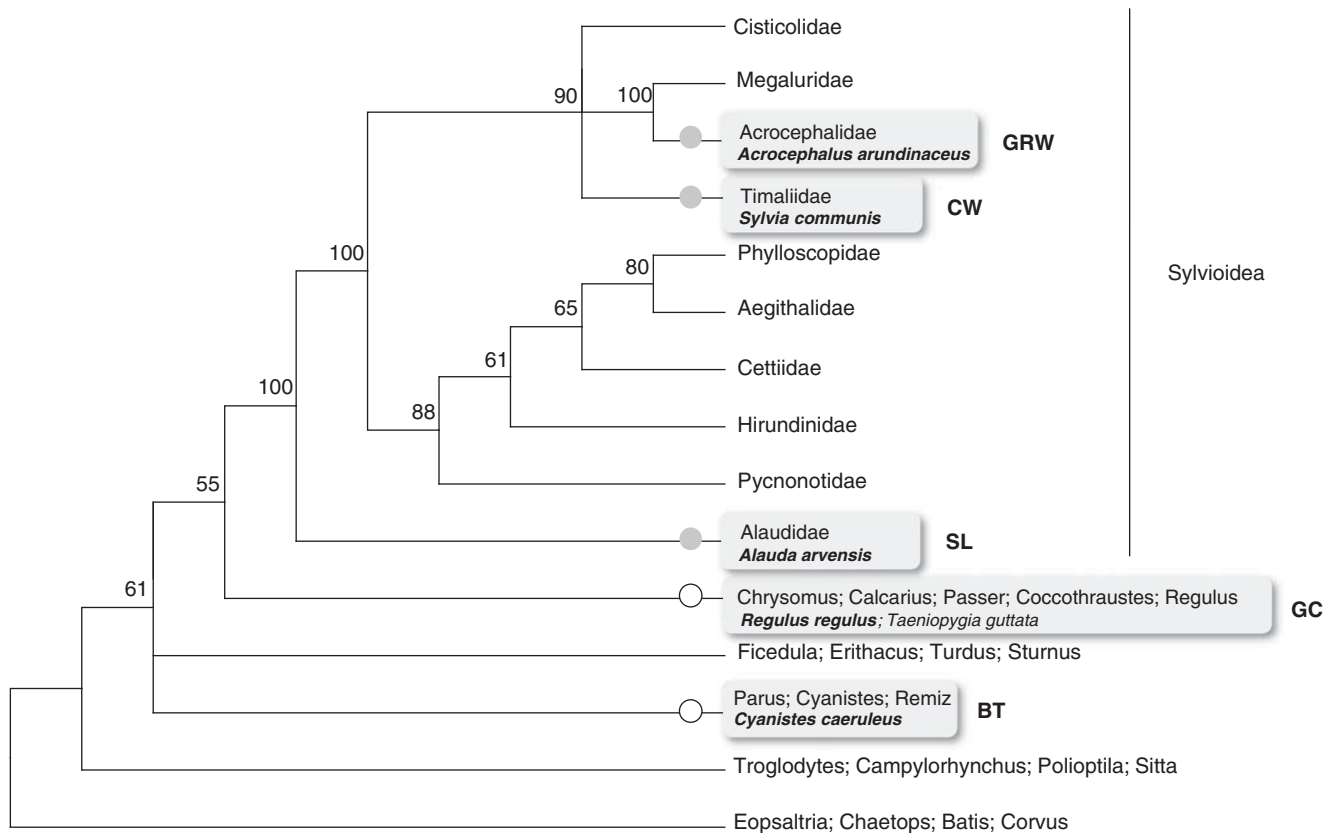 Cisticolidae
90
100
Megaluridae
Acrocephalidae
Acrocephalus arundinaceus
GRW
Timaliidae
Sylvia communis
CW
100
80
Phylloscopidae
Sylvioidea
65
Aegithalidae
61
Cettiidae
100
88
Hirundinidae
Pycnonotidae
55
Alaudidae
Alauda arvensis
SL
61
Chrysomus; Calcarius; Passer; Coccothraustes; Regulus
Regulus regulus; Taeniopygia guttata
GC
Ficedula; Erithacus; Turdus; Sturnus
Parus; Cyanistes; Remiz
Cyanistes caeruleus
BT
Troglodytes; Campylorhynchus; Polioptila; Sitta
Eopsaltria; Chaetops; Batis; Corvus